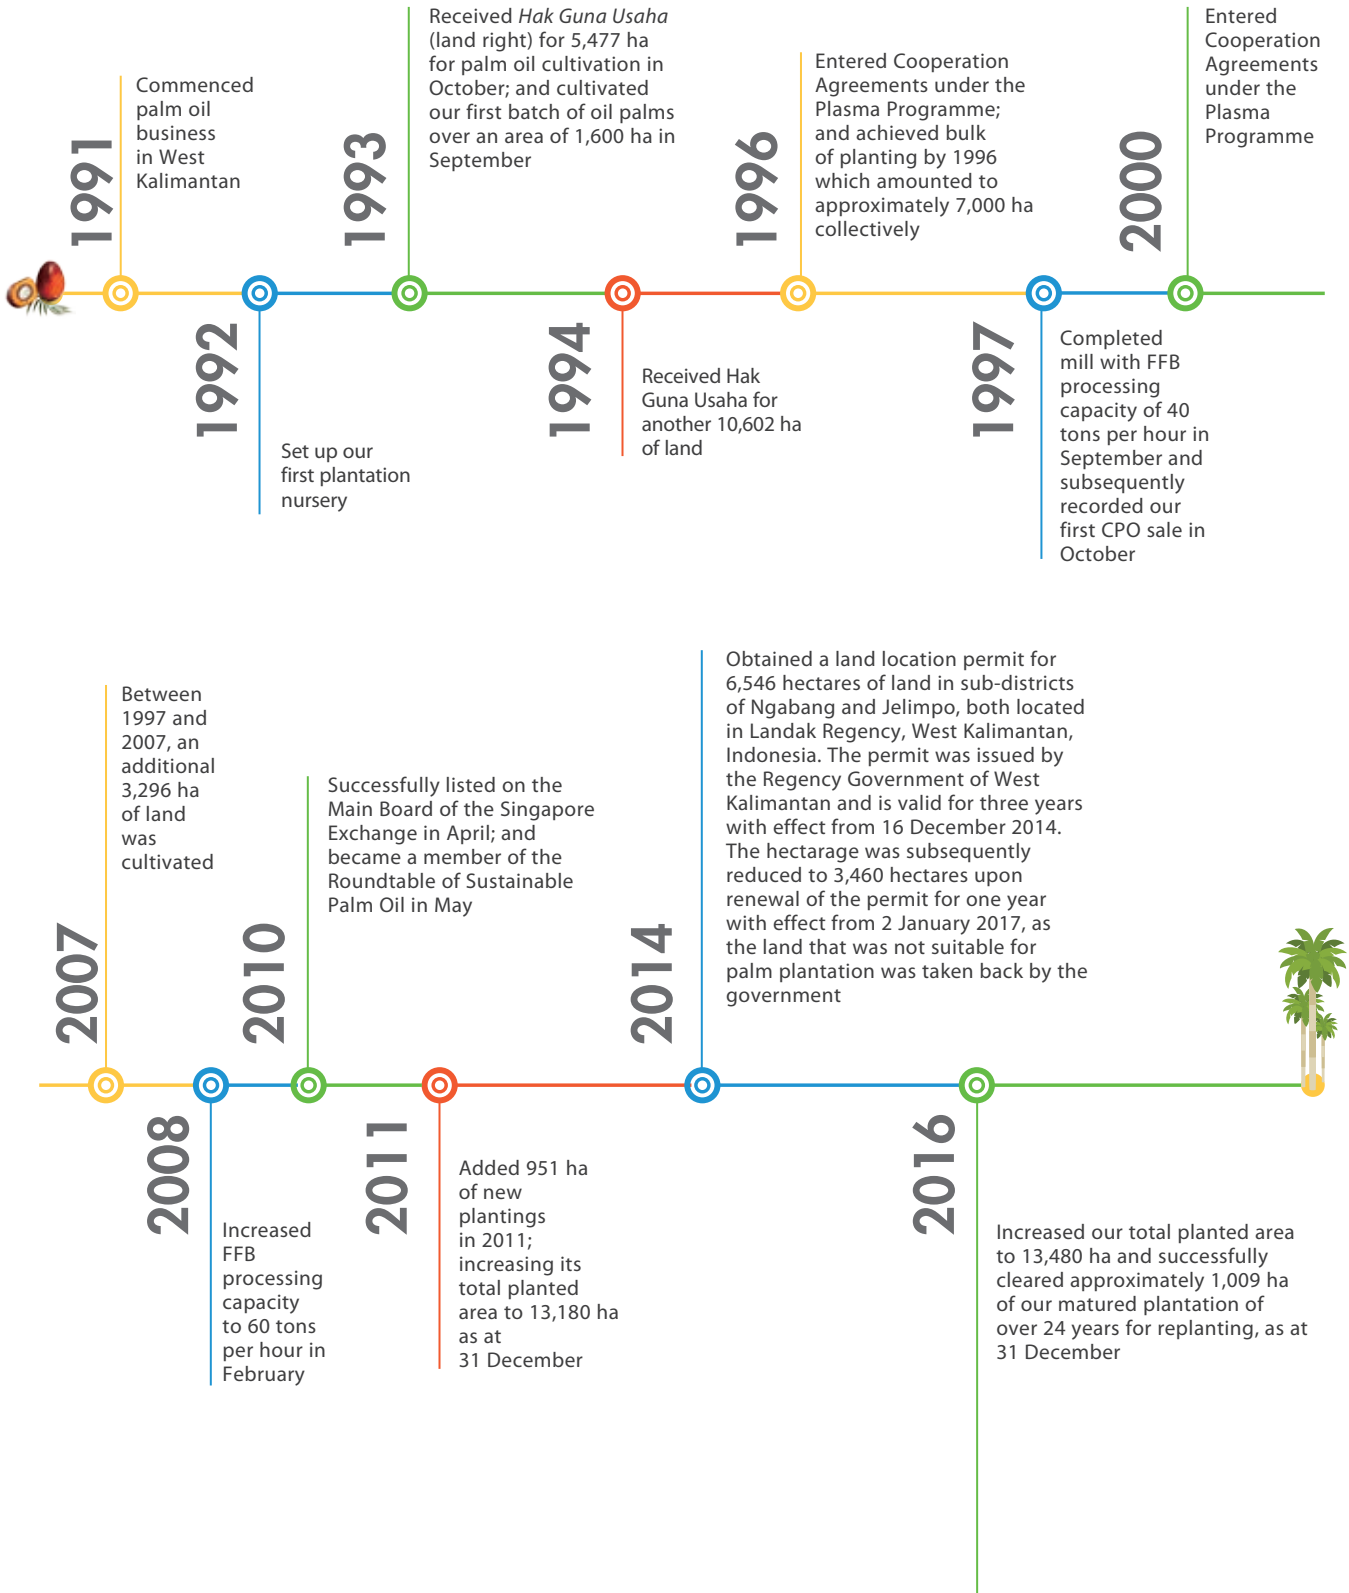 1991
Commenced
palm oil
business
in West
Kalimantan
1992
Set up our
first plantation
nursery
1993
Received Hak Guna Usaha
(land right) for 5,477 ha
for palm oil cultivation in
October; and cultivated
our first batch of oil palms
over an area of 1,600 ha in
September
1994
Received Hak
Guna Usaha for
another 10,602 ha
of land
1996
Entered Cooperation
Agreements under the
Plasma Programme;
and achieved bulk
of planting by 1996
which amounted to
approximately 7,000 ha
collectively
1997
Completed
mill with FFB
processing
capacity of 40
tons per hour in
September and
subsequently
recorded our
first CPO sale in
October
2000
Entered
Cooperation
Agreements
under the
Plasma
Programme
2007
Between
1997 and
2007, an
additional
3,296 ha
of land
was
cultivated
2008
Increased
FFB
processing
capacity
to 60 tons
per hour in
February
2010
Successfully listed on the
Main Board of the Singapore
Exchange in April; and
became a member of the
Roundtable of Sustainable
Palm Oil in May
2011
Added 951 ha
of new
plantings
in 2011;
increasing its
total planted
area to 13,180 ha
as at
31 December
2014
Obtained a land location permit for
6,546 hectares of land in sub-districts
of Ngabang and Jelimpo, both located
in Landak Regency, West Kalimantan,
Indonesia. The permit was issued by
the Regency Government of West
Kalimantan and is valid for three years
with effect from 16 December 2014.
The hectarage was subsequently
reduced to 3,460 hectares upon
renewal of the permit for one year
with effect from 2 January 2017, as
the land that was not suitable for
palm plantation was taken back by the
government
2016
Increased our total planted area
to 13,480 ha and successfully
cleared approximately 1,009 ha
of our matured plantation of
over 24 years for replanting, as at
31 December